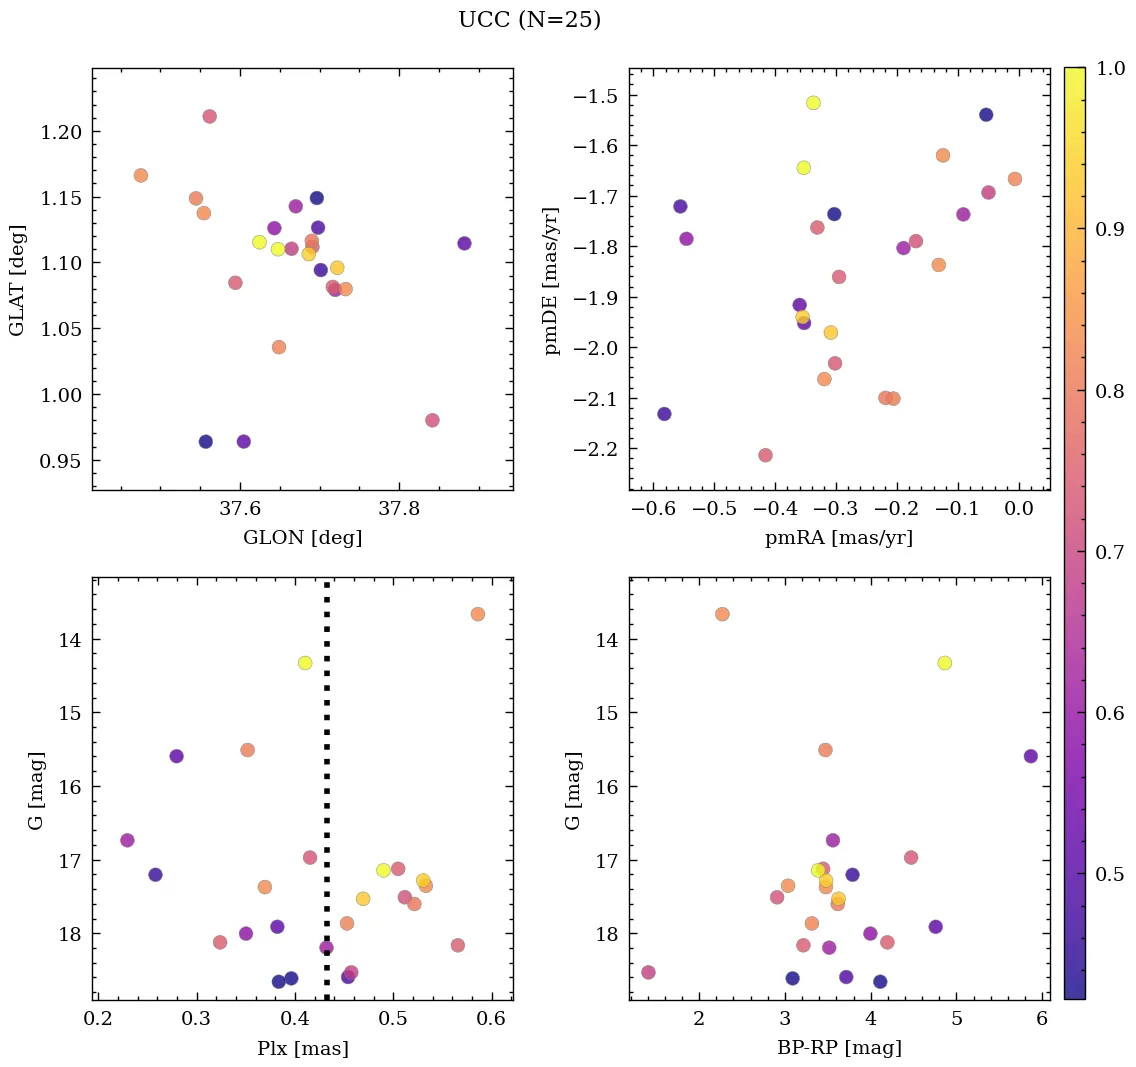 UCC (N=25)
1.20
1.15
1.10
1.05
1.00
0.95
GLAT [deg]
37.6 37.8
GLON [deg]
−1.5
−1.6
−1.7
−1.8
−1.9
−2.0
−2.1
−2.2
pmDE [mas/yr]
−0.6 −0.5 −0.4 −0.3 −0.2 −0.1 0.0
pmRA [mas/yr]
14
15
16
17
18
G [mag]
0.2 0.3 0.4 0.5 0.6
Plx [mas]
14
15
16
17
18
G [mag]
2 3 4 5 6
BP-RP [mag]
1.0
0.9
0.8
0.7
0.6
0.5